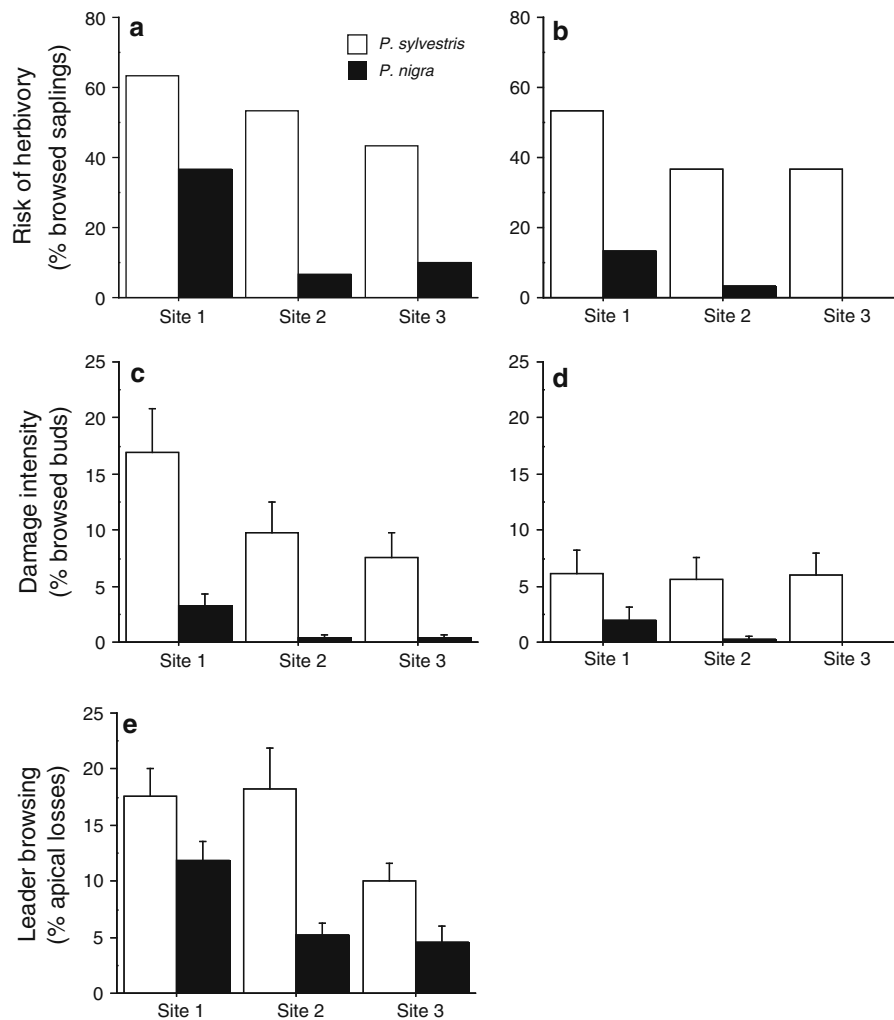 a
P. sylvestris
P. nigra
Risk of herbivory
(% browsed saplings)
80
60
40
20
0
Site 1 Site 2 Site 3
b
80
60
40
20
0
Site 1 Site 2 Site 3
c
Damage intensity
(% browsed buds)
25
20
15
10
5
0
Site 1 Site 2 Site 3
d
25
20
15
10
5
0
Site 1 Site 2 Site 3
e
Leader browsing
(% apical losses)
25
20
15
10
5
0
Site 1 Site 2 Site 3